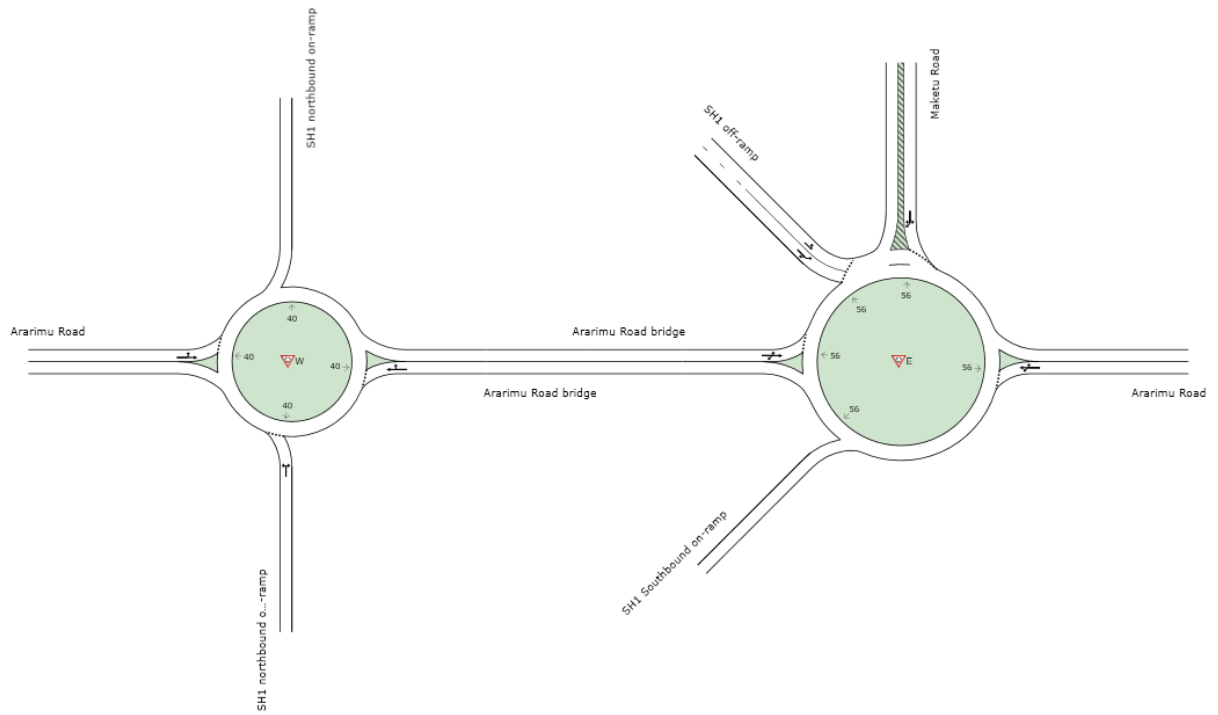 SH1 northbound on-ramp
Maketu Road
SH1 off-ramp
Ararimu Road
Ararimu Road bridge
Ararimu Road bridge
Ararimu Road
SH1 northbound o...-ramp
SH1 Southbound on-ramp
40
40
W
40
40
56
56
56
E
56
56